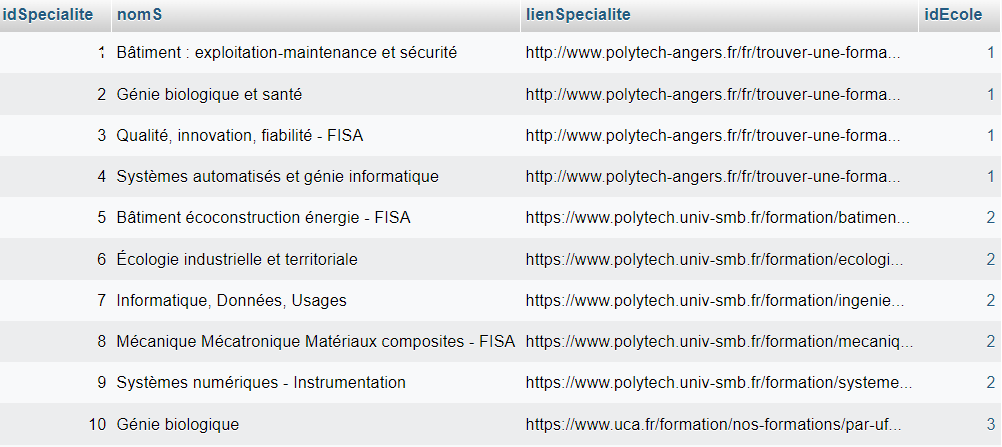 idSpecialite nomS lienSpecialite idEcole
1 Bâtiment : exploitation-maintenance et sécurité http://www.polytech-angers.fr/fr/trouver-une-forma... 1
2 Génie biologique et santé http://www.polytech-angers.fr/fr/trouver-une-forma... 1
3 Qualité, innovation, fiabilité - FISA http://www.polytech-angers.fr/fr/trouver-une-forma... 1
4 Systèmes automatisés et génie informatique http://www.polytech-angers.fr/fr/trouver-une-forma... 1
5 Bâtiment écoconstruction énergie - FISA https://www.polytech.univ-smb.fr/formation/batimen... 2
6 Écologie industrielle et territoriale https://www.polytech.univ-smb.fr/formation/ecologi... 2
7 Informatique, Données, Usages https://www.polytech.univ-smb.fr/formation/ingenie... 2
8 Mécanique Mécatronique Matériaux composites - FISA https://www.polytech.univ-smb.fr/formation/mecaniq... 2
9 Systèmes numériques - Instrumentation https://www.polytech.univ-smb.fr/formation/systeme... 2
10 Génie biologique https://www.uca.fr/formation/nos-formations/par-uf... 3